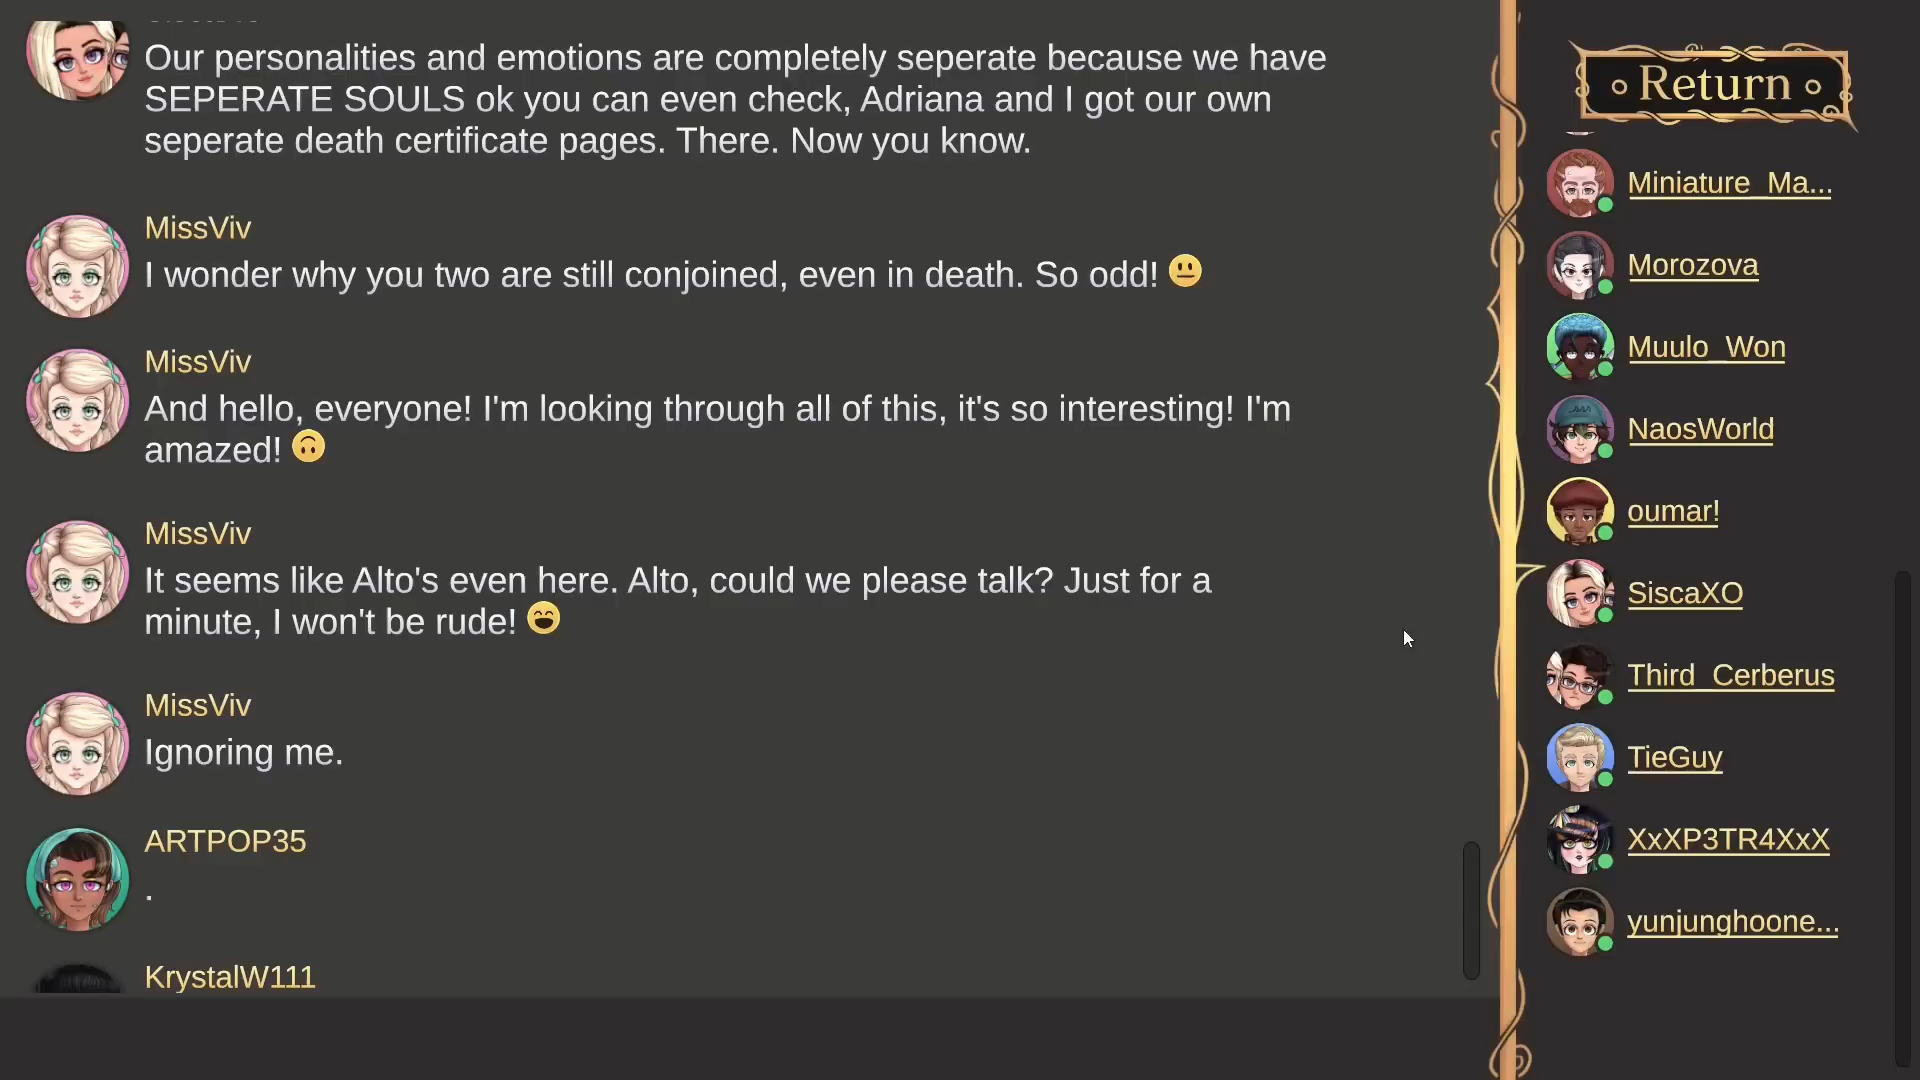 Our personalities and emotions are completely seperate because we have
SEPERATE SOULS ok you can even check, Adriana and I got our own
seperate death certificate pages. There. Now you know.
MissViv
I wonder why you two are still conjoined, even in death. So odd! 😐
MissViv
And hello, everyone! I'm looking through all of this, it's so interesting! I'm
amazed! 🙃
MissViv
It seems like Alto's even here. Alto, could we please talk? Just for a
minute, I won't be rude! 😄
MissViv
Ignoring me.
ARTPOP35
.
KrystalW111
Return
Miniature_Ma...
Morozova
Muulo_Won
NaosWorld
oumar!
SiscaXO
Third_Cerberus
TieGuy
XxXP3TR4XxX
yunjunghoone...